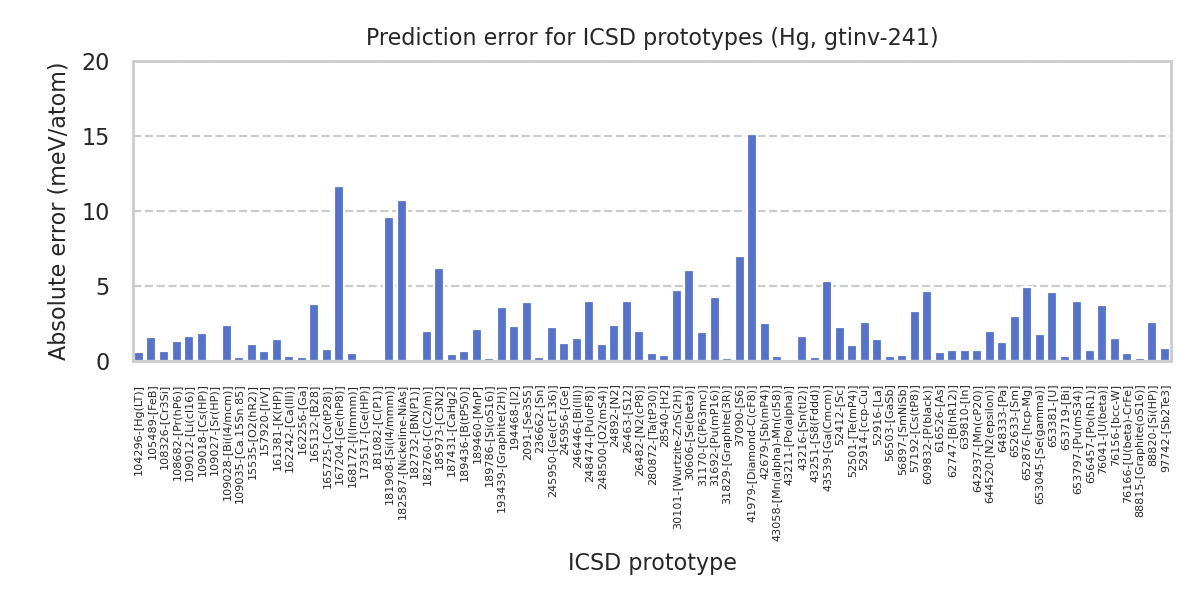 Prediction error for ICSD prototypes (Hg, gtinv-241)
Absolute error (meV/atom)
20
15
10
5
0
104296-[Hg(LT)]
105489-[FeB]
108326-[Cr3Si]
108682-[Pr(hP6)]
109012-[Li(cI16)]
109018-[Cs(HP)]
109027-[Sr(HP)]
109028-[Bi(I4/mcm)]
109035-[Ca.15Sn.85]
15535-[O2(hR2)]
157920-[IrV]
161381-[K(HP)]
162242-[Ca(III)]
162256-[Ga]
165132-[B28]
165725-[Co(tP28)]
167204-[Ge(hP8)]
168172-[I(Immm)]
173517-[Ge(HP)]
181082-[C(P1)]
181908-[Si(I4/mmm)]
182587-[Nickeline-NiAs]
182732-[BN(P1)]
182760-[C(C2/m)]
185973-[C3N2]
187431-[CaHg2]
189436-[B(tP50)]
189460-[MnP]
189786-[Si(oS16)]
193439-[Graphite(2H)]
194468-[I2]
2091-[Se3S5]
236662-[Sn]
245950-[Ge(cF136)]
245956-[Ge]
246446-[Bi(III)]
248474-[Pu(oF8)]
248500-[O2(mS4)]
24892-[N2]
26463-[S12]
26482-[N2(cP8)]
280872-[Ta(tP30)]
28540-[H2]
30101-[Wurtzite-ZnS(2H)]
30606-[Se(beta)]
31170-[C(P63mc)]
31692-[Pu(mP16)]
31829-[Graphite(3R)]
37090-[S6]
41979-[Diamond-C(cF8)]
42679-[Sb(mP4)]
43058-[Mn(alpha)-Mn(cI58)]
43211-[Po(alpha)]
43216-[Sn(tI2)]
43251-[S8(Fddd)]
43539-[Ga(Cmcm)]
52412-[Sc]
52501-[Te(mP4)]
52914-[ccp-Cu]
52916-[La]
56503-[GaSb]
56897-[SmNiSb]
57192-[Cs(tP8)]
609832-[P(black)]
616526-[As]
62747-[B(hR12)]
639810-[In]
642937-[Mn(cP20)]
644520-[N2(epsilon)]
648333-[Pa]
652633-[Sm]
652876-[hcp-Mg]
653045-[Se(gamma)]
653381-[U]
653719-[Bi]
653797-[Pu(mS34)]
656457-[Po(hR1)]
76041-[U(beta)]
76156-[bcc-W]
76166-[U(beta)-CrFe]
88815-[Graphite(oS16)]
88820-[Si(HP)]
97742-[Sb2Te3]
ICSD prototype